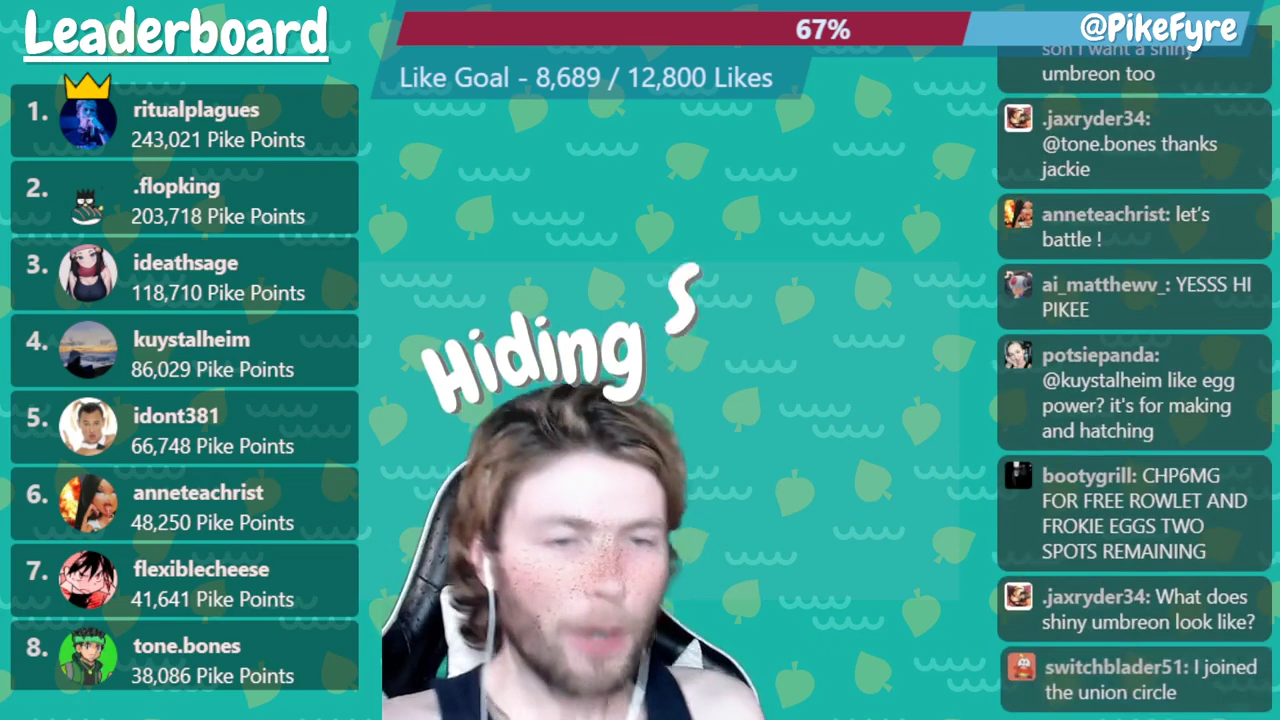 Leaderboard
1. ritualplagues
243,021 Pike Points
2. .flopking
203,718 Pike Points
3. ideathsage
118,710 Pike Points
4. kuystalheim
86,029 Pike Points
5. idont381
66,748 Pike Points
6. anneteachrist
48,250 Pike Points
7. flexiblecheese
41,641 Pike Points
8. tone.bones
38,086 Pike Points
67%
Like Goal - 8,689 / 12,800 Likes
Hiding S
@PikeFyre
son I want a shiny
umbreon too
.jaxryder34:
@tone.bones thanks
jackie
anneteachrist: let’s
battle !
ai_matthewv_: YESSS HI
PIKEE
potsiepanda:
@kuystalheim like egg
power? it's for making
and hatching
bootygrill: CHP6MG
FOR FREE ROWLET AND
FROKIE EGGS TWO
SPOTS REMAINING
.jaxryder34: What does
shiny umbreon look like?
switchblader51: I joined
the union circle